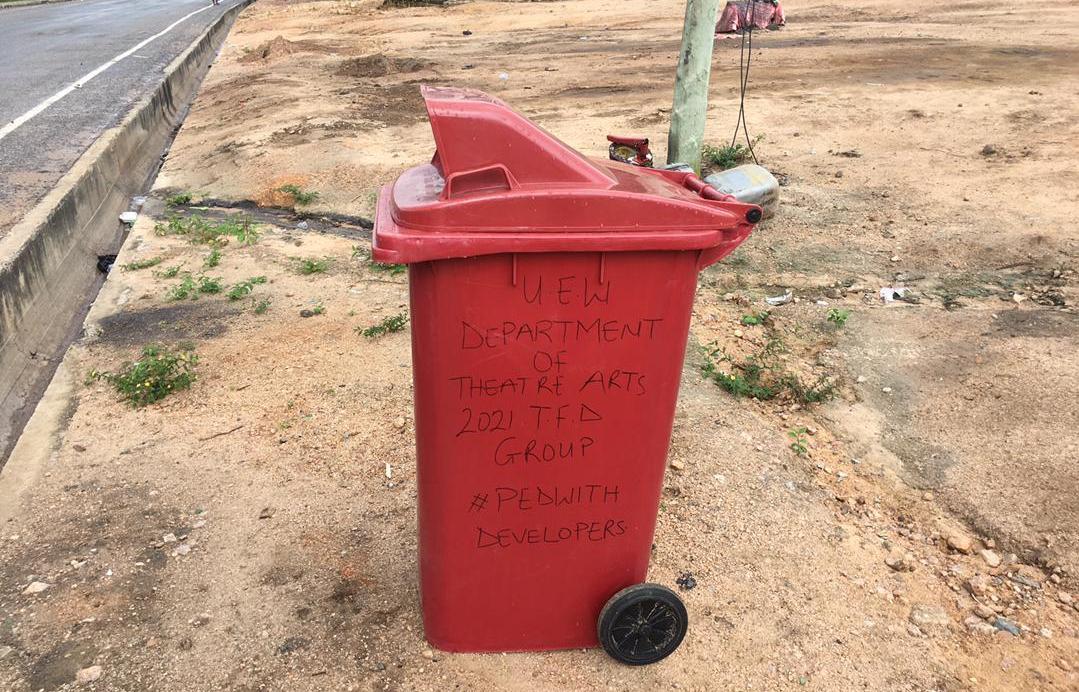 U.E.W
DEPARTMENT
OF
THEATRE ARTS
2021 T.F.D
GROUP
#PEDWITH
DEVELOPERS